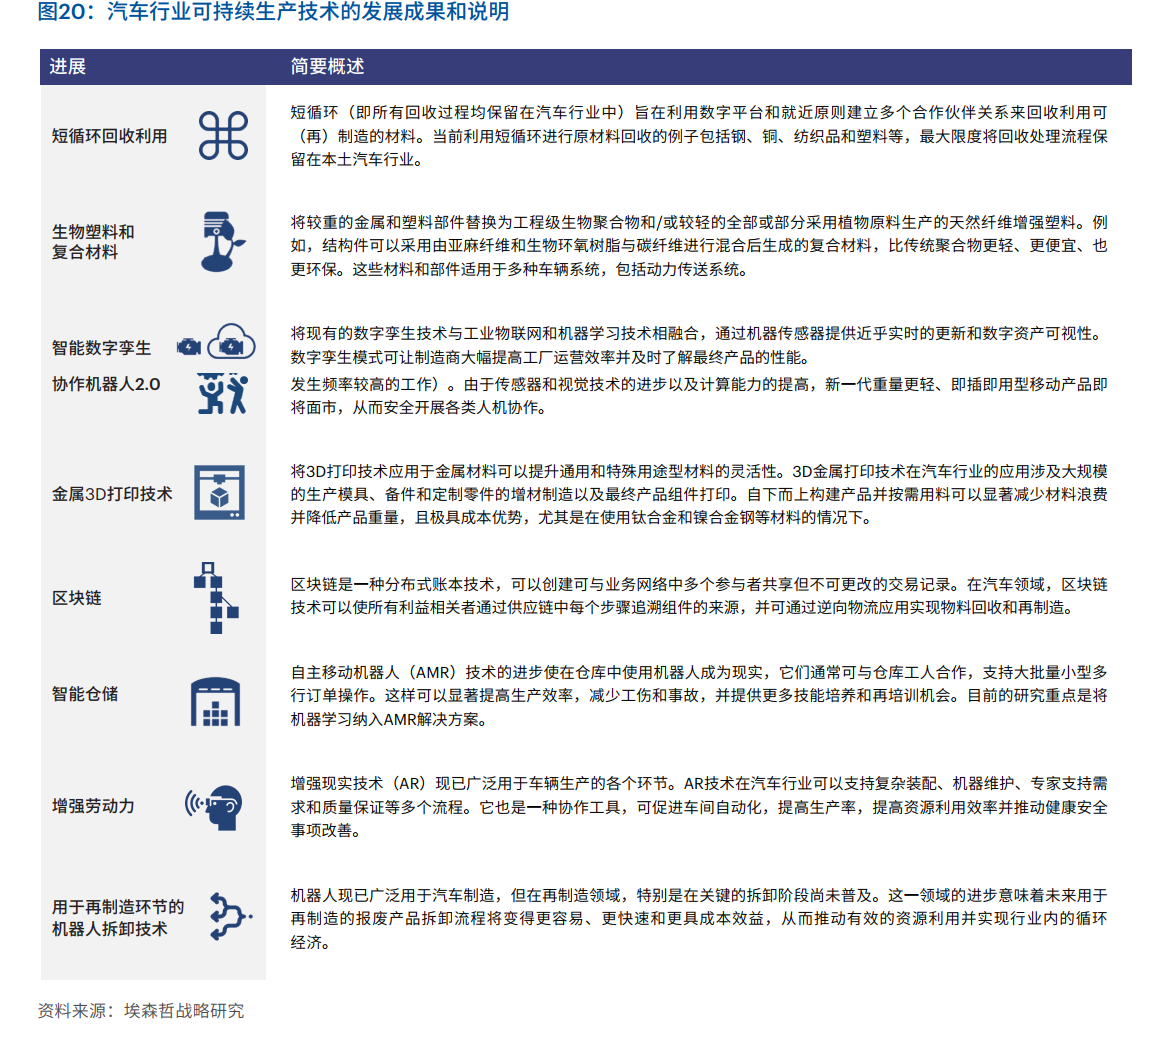 图20：汽车行业可持续生产技术的发展成果和说明
进展
简要概述
短循环回收利用
短循环（即所有回收过程均保留在汽车行业中）旨在利用数字平台和就近原则建立多个合作伙伴关系来回收利用可
（再）制造的材料。当前利用短循环进行原材料回收的例子包括钢、铜、纺织品和塑料等，最大限度将回收处理流程保
留在本土汽车行业。
生物塑料和
复合材料
将较重的金属和塑料部件替换为工程级生物聚合物和/或较轻的全部或部分采用植物原料生产的天然纤维增强塑料。例
如，结构件可以采用由亚麻纤维和生物环氧树脂与碳纤维进行混合后生成的复合材料，比传统聚合物更轻、更便宜、也
更环保。这些材料和部件适用于多种车辆系统，包括动力传送系统。
智能数字孪生
将现有的数字孪生技术与工业物联网和机器学习技术相融合，通过机器传感器提供近乎实时的更新和数字资产可视性。
数字孪生模式可让制造商大幅提高工厂运营效率并及时了解最终产品的性能。
协作机器人2.0
发生频率较高的工作）。由于传感器和视觉技术的进步以及计算能力的提高，新一代重量更轻、即插即用型移动产品即
将面市，从而安全开展各类人机协作。
金属3D打印技术
将3D打印技术应用于金属材料可以提升通用和特殊用途型材料的灵活性。3D金属打印技术在汽车行业的应用涉及大规模
的生产模具、备件和定制零件的增材制造以及最终产品组件打印。自下而上构建产品并按需用料可以显著减少材料浪费
并降低产品重量，且极具成本优势，尤其是在使用钛合金和镍合金钢等材料的情况下。
区块链
区块链是一种分布式账本技术，可以创建可与业务网络中多个参与者共享但不可更改的交易记录。在汽车领域，区块链
技术可以使所有利益相关者通过供应链中每个步骤追溯组件的来源，并可通过逆向物流应用实现物料回收和再制造。
智能仓储
自主移动机器人（AMR）技术的进步使在仓库中使用机器人成为现实，它们通常可与仓库工人合作，支持大批量小型多
行订单操作。这样可以显著提高生产效率，减少工伤和事故，并提供更多技能培养和再培训机会。目前的研究重点是将
机器学习纳入AMR解决方案。
增强劳动力
增强现实技术（AR）现已广泛用于车辆生产的各个环节。AR技术在汽车行业可以支持复杂装配、机器维护、专家支持需
求和质量保证等多个流程。它也是一种协作工具，可促进车间自动化，提高生产率，提高资源利用效率并推动健康安全
事项改善。
用于再制造环节的
机器人拆卸技术
机器人现已广泛用于汽车制造，但在再制造领域，特别是在关键的拆卸阶段尚未普及。这一领域的进步意味着未来用于
再制造的报废产品拆卸流程将变得更容易、更快速和更具成本效益，从而推动有效的资源利用并实现行业内的循环
经济。
资料来源：埃森哲战略研究